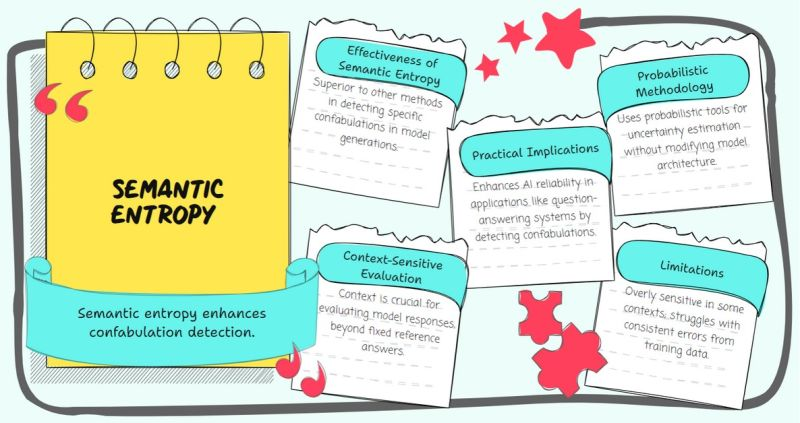 SEMANTIC
ENTROPY
Semantic entropy enhances
confabulation detection.
Effectiveness of
Semantic Entropy
Superior to other methods
in detecting specific
confabulations in model
generations.
Context-Sensitive
Evaluation
Context is crucial for
evaluating model responses
beyond fixed reference
answers.
Practical Implications
Enhances AI reliability in
applications like question-
answering systems by
detecting confabulations.
Probabilistic
Methodology
Uses probabilistic tools for
uncertainty estimation
without modifying model
architecture.
Limitations
Overly sensitive in some
contexts; struggles with
consistent errors from
training data.